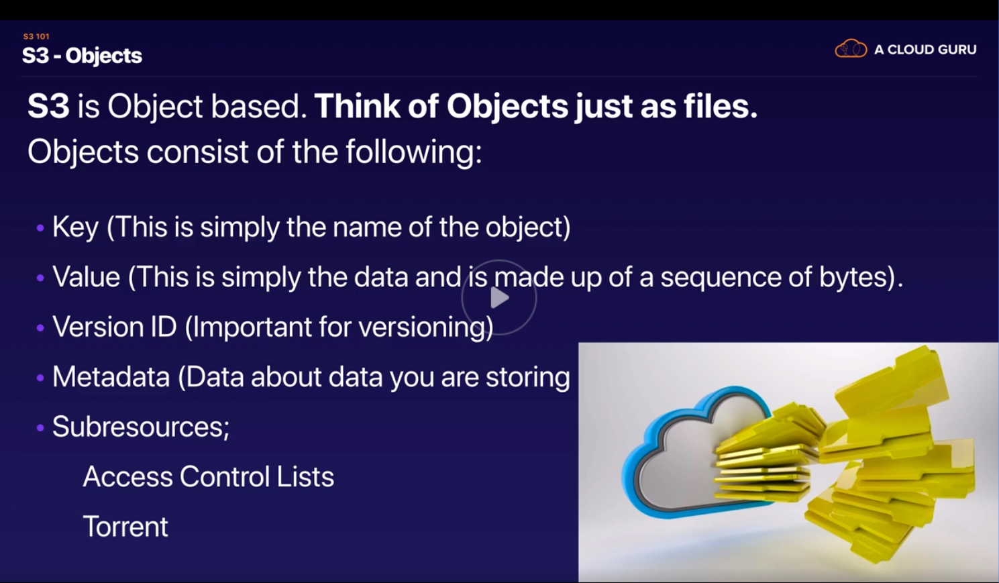 S3 101
S3 - Objects
A CLOUD GURU
S3 is Object based. Think of Objects just as files.
Objects consist of the following:
• Key (This is simply the name of the object)
• Value (This is simply the data and is made up of a sequence of bytes).
• Version ID (Important for versioning)
• Metadata (Data about data you are storing
• Subresources;
Access Control Lists
Torrent